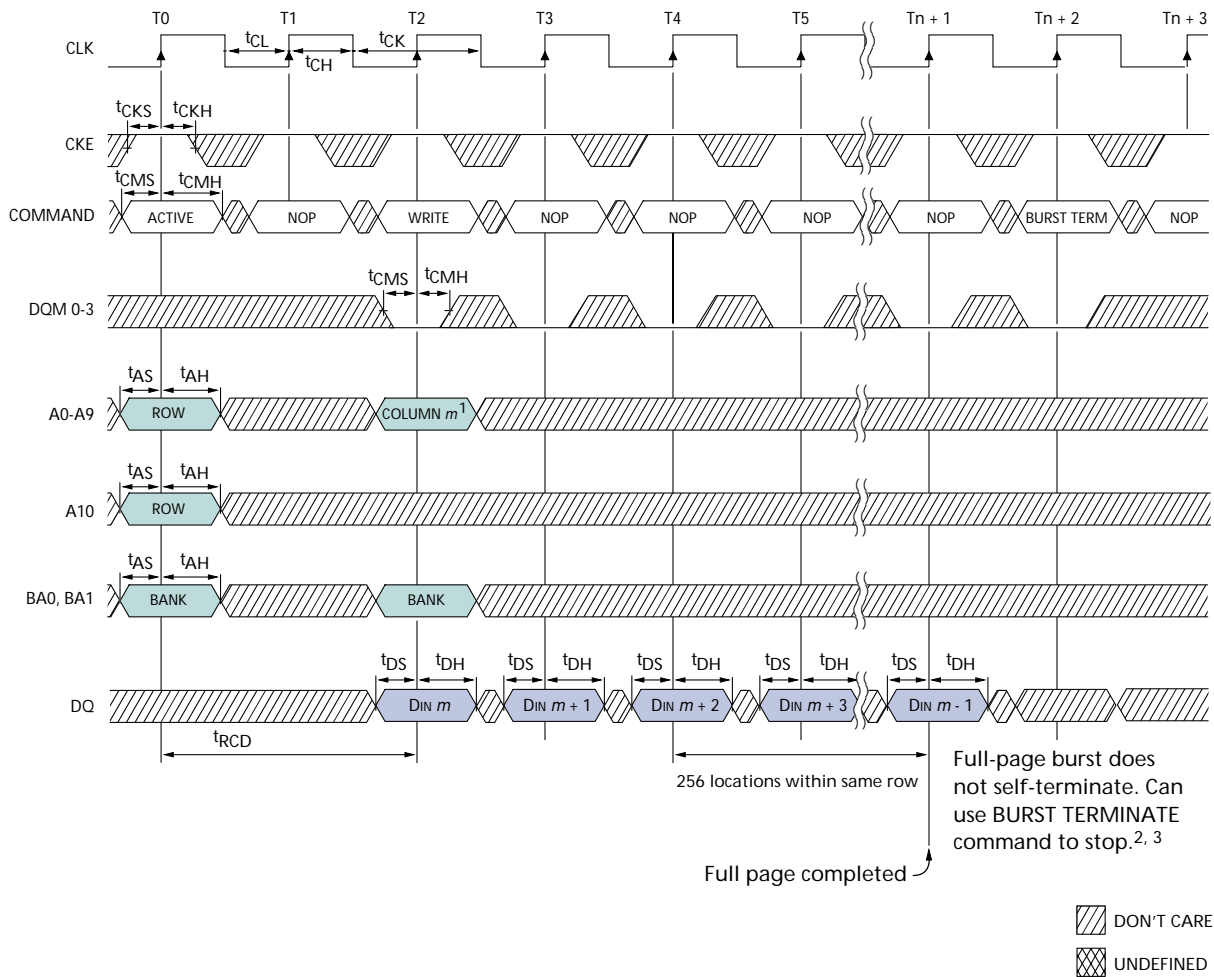 T0 T1 T2 T3 T4 T5 Tn + 1 Tn + 2 Tn + 3
CLK
tCL tCK
tCH
tCKS tCKH
CKE
tCMS tCMH
COMMAND ACTIVE NOP WRITE NOP NOP NOP NOP BURST TERM NOP
tCMS tCMH
DQM 0-3
tAS tAH
A0-A9 ROW COLUMN m1
tAS tAH
A10 ROW
tAS tAH
BA0, BA1 BANK BANK
tDS tDH tDS tDH tDS tDH tDS tDH tDS tDH
DQ DIN m DIN m + 1 DIN m + 2 DIN m + 3 DIN m - 1
tRCD
256 locations within same row
Full-page burst does
not self-terminate. Can
use BURST TERMINATE
command to stop.2, 3
Full page completed
DON'T CARE
UNDEFINED